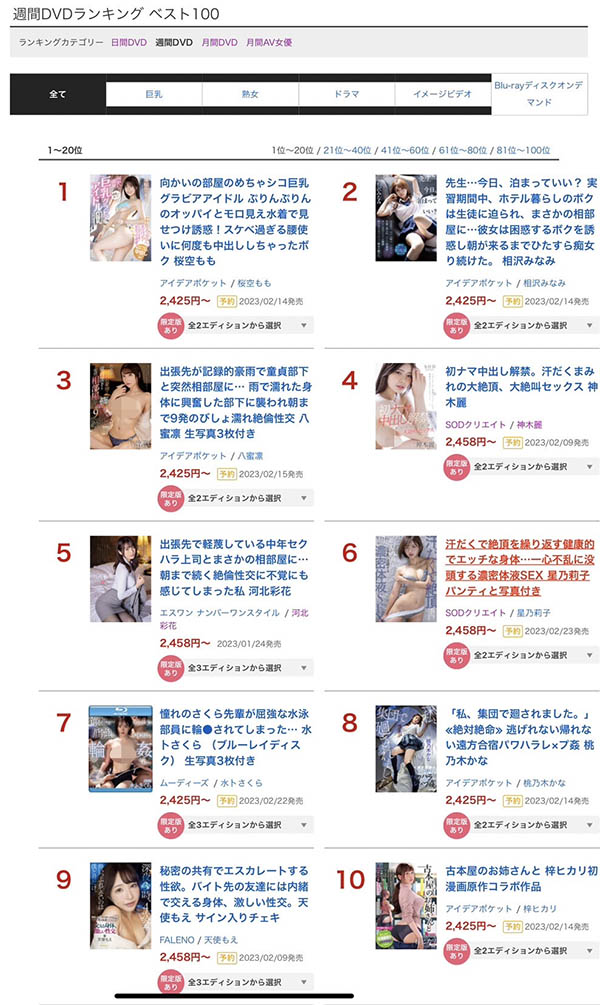 週間DVDランキング ベスト100
ランキングカテゴリー 日間DVD 週間DVD 月間DVD 月間AV女優
全て 巨乳 熟女 ドラマ イメージビデオ Blu-rayディスクオンデ
マンド
1〜20位 1位〜20位 / 21位〜40位 / 41位〜60位 / 61位〜80位 / 81位〜100位
1
向かいの部屋のめちゃシコ巨乳
グラビアアイドル ぷりんぷりん
のオッパイとモロ見え水着で見
せつけ誘惑！スケベ過ぎる腰使
いに何度も中出ししちゃったボ
ク 桜空もも
アイデアポケット / 桜空もも
2,425円〜 予約 2023/02/14発売
限定版
あり
全2エディションから選択 ▼
2
先生…今日、泊まっていい？ 実
習期間中、ホテル暮らしのボク
は生徒に迫られ、まさかの相部
屋に…彼女は困惑するボクを誘
惑し朝が来るまでひたすら痴女
り続けた。 相沢みなみ
アイデアポケット / 相沢みなみ
2,425円〜 予約 2023/02/14発売
限定版
あり
全2エディションから選択 ▼
3
出張先が記録的豪雨で童貞部下
と突然相部屋に… 雨で濡れた身
体に興奮した部下に襲われ朝ま
で9発のびしょ濡れ絶倫性交 八
蜜凛 生写真3枚付き
アイデアポケット / 八蜜凛
2,425円〜 予約 2023/02/15発売
限定版
あり
全2エディションから選択 ▼
4
初ナマ中出し解禁。汗だくまみ
れの大絶頂、大絶叫セックス 神
木麗
SODクリエイト / 神木麗
2,458円〜 予約 2023/02/09発売
限定版
あり
全2エディションから選択 ▼
5
出張先で軽蔑している中年セク
ハラ上司とまさかの相部屋に…
朝まで続く絶倫性交に不覚にも
感じてしまった私 河北彩花
エスワン ナンバーワンスタイル / 河北
彩花
2,458円〜 2023/01/24発売
限定版
あり
全3エディションから選択 ▼
6
汗だくで絶頂を繰り返す健康的
でエッチな身体…一心不乱に没
頭する濃密体液SEX 星乃莉子
パンティと写真付き
SODクリエイト / 星乃莉子
2,458円〜 予約 2023/02/23発売
限定版
あり
全2エディションから選択 ▼
7
憧れのさくら先輩が屈強な水泳
部員に輪●されてしまった… 水
卜さくら （ブルーレイディス
ク） 生写真3枚付き
ムーディーズ / 水卜さくら
2,425円〜 予約 2023/02/22発売
限定版
あり
全3エディションから選択 ▼
8
「私、集団で廻されました。」
≪絶対絶命≫ 逃げれない帰れな
い遠方合宿パワハラレ×プ姦 桃
乃木かな
アイデアポケット / 桃乃木かな
2,425円〜 予約 2023/02/14発売
限定版
あり
全2エディションから選択 ▼
9
秘密の共有でエスカレートする
性欲。バイト先の友達には内緒
で交える身体、激しい性交。天
使もえ サイン入りチェキ
FALENO / 天使もえ
2,458円〜 予約 2023/02/09発売
限定版
あり
全3エディションから選択 ▼
10
古本屋のお姉さんと 梓ヒカリ初
漫画原作コラボ作品
アイデアポケット / 梓ヒカリ
2,425円〜 予約 2023/02/14発売
限定版
あり
全2エディションから選択 ▼